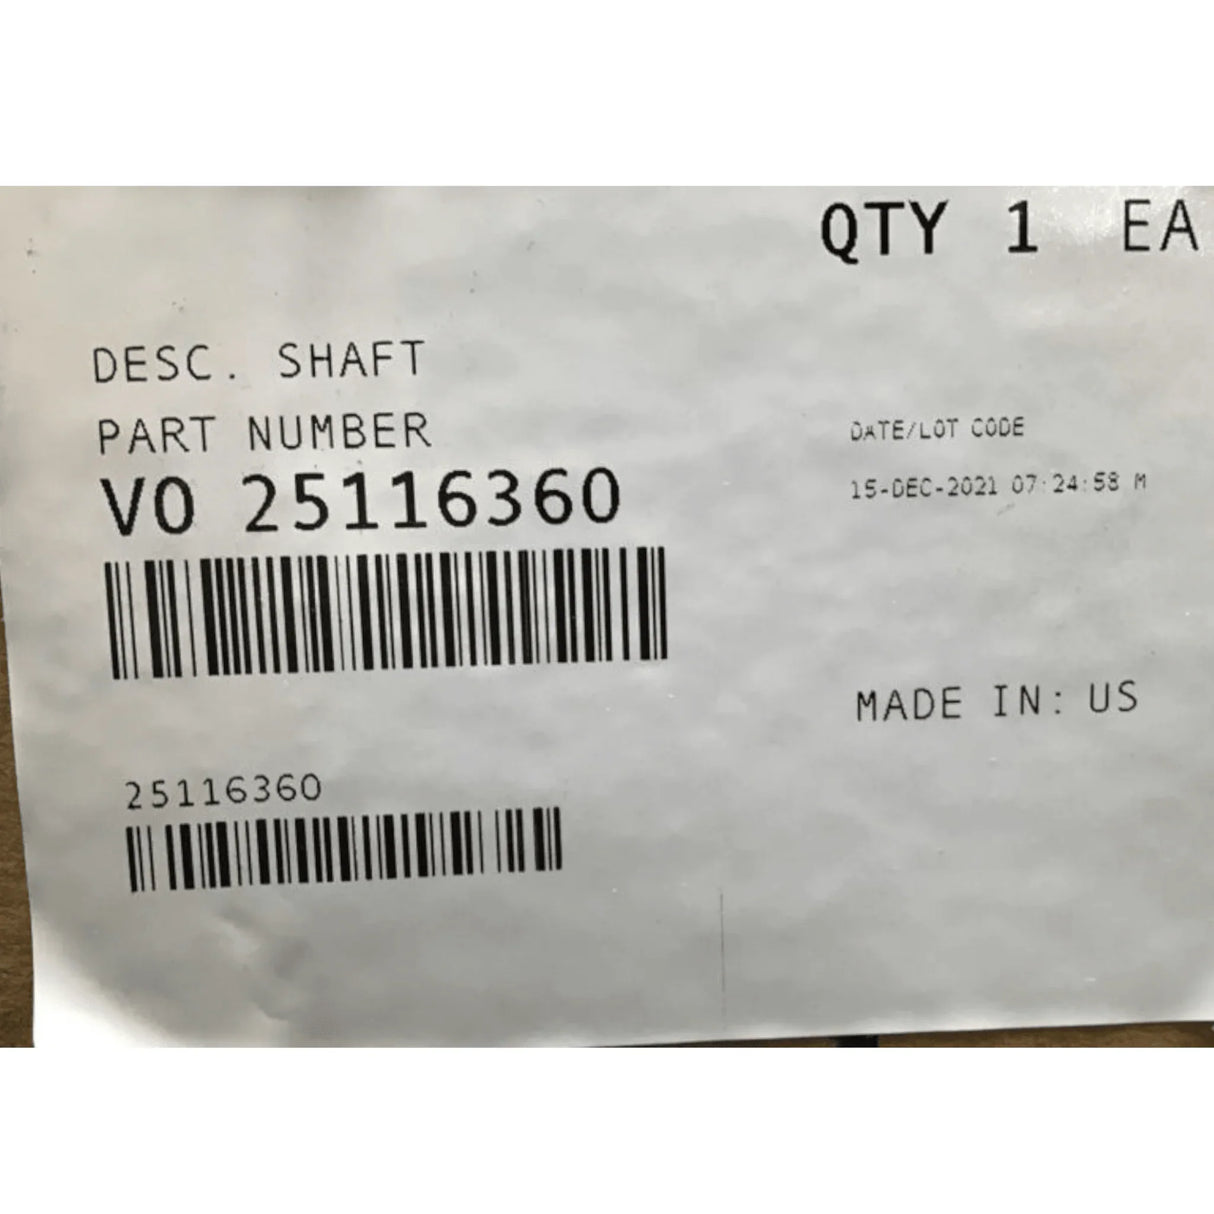 QTY 1 EA
DESC. SHAFT
PART NUMBER
VO 25116360
DATE/LOT CODE
15-DEC-2021 07:24:58 M
MADE IN: US
25116360